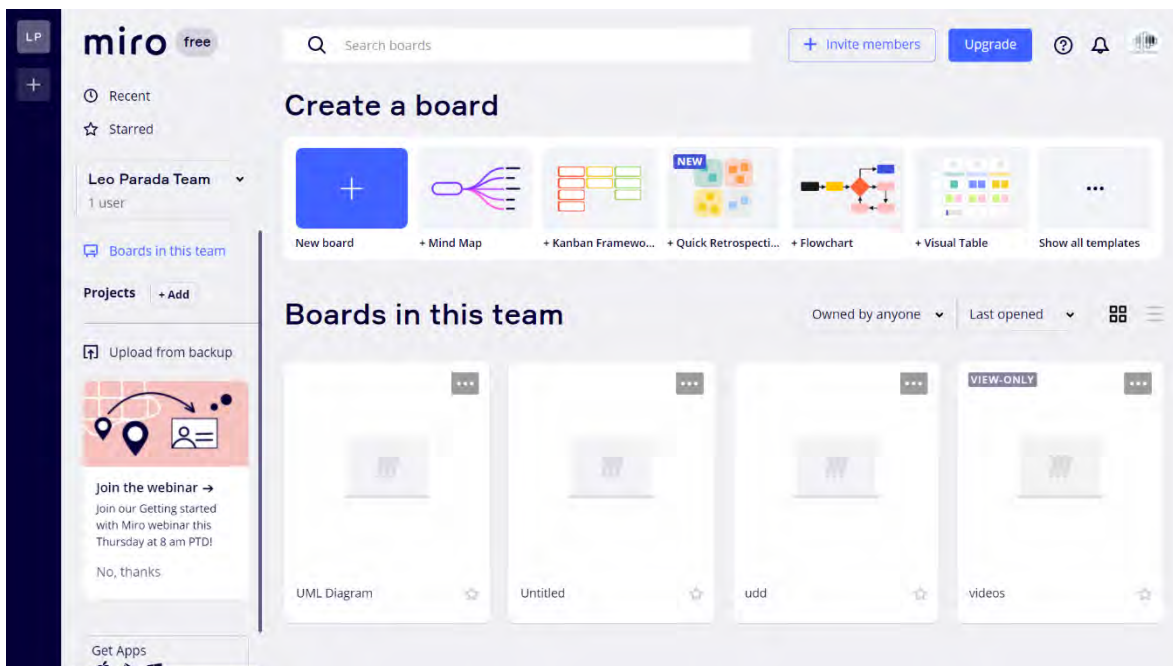 LP
miro free
Search boards
+ Invite members
Upgrade
Recent
Starred
Leo Parada Team
1 user
Boards in this team
Projects
+ Add
Upload from backup
Join the webinar →
Join our Getting started
with Miro webinar this
Thursday at 8 am PTD!
No, thanks
Get Apps
Create a board
NEW
New board
+ Mind Map
+ Kanban Framewo...
+ Quick Retrospecti...
+ Flowchart
+ Visual Table
Show all templates
Boards in this team
Owned by anyone
Last opened
VIEW-ONLY
UML Diagram
Untitled
udd
videos